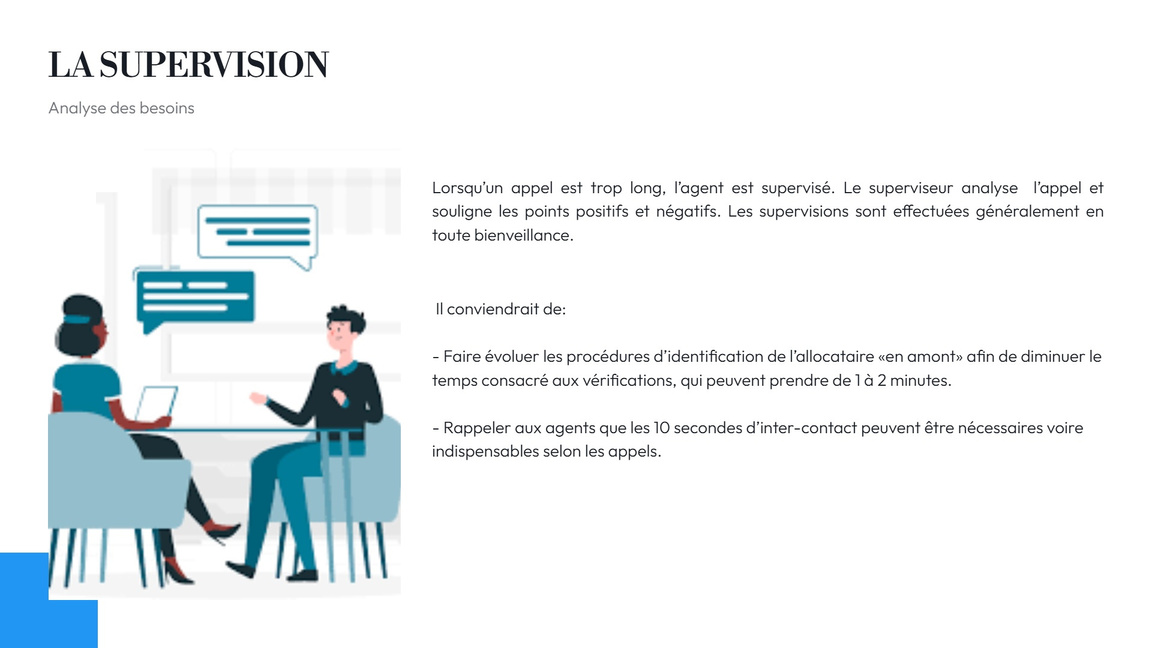 LA SUPERVISION
Analyse des besoins
Lorsqu’un appel est trop long, l’agent est supervisé. Le superviseur analyse l’appel et
souligne les points positifs et négatifs. Les supervisions sont effectuées généralement en
toute bienveillance.
Il conviendrait de:
- Faire évoluer les procédures d’identification de l’allocataire «en amont» afin de diminuer le
temps consacré aux vérifications, qui peuvent prendre de 1 à 2 minutes.
- Rappeler aux agents que les 10 secondes d’inter-contact peuvent être nécessaires voire
indispensables selon les appels.